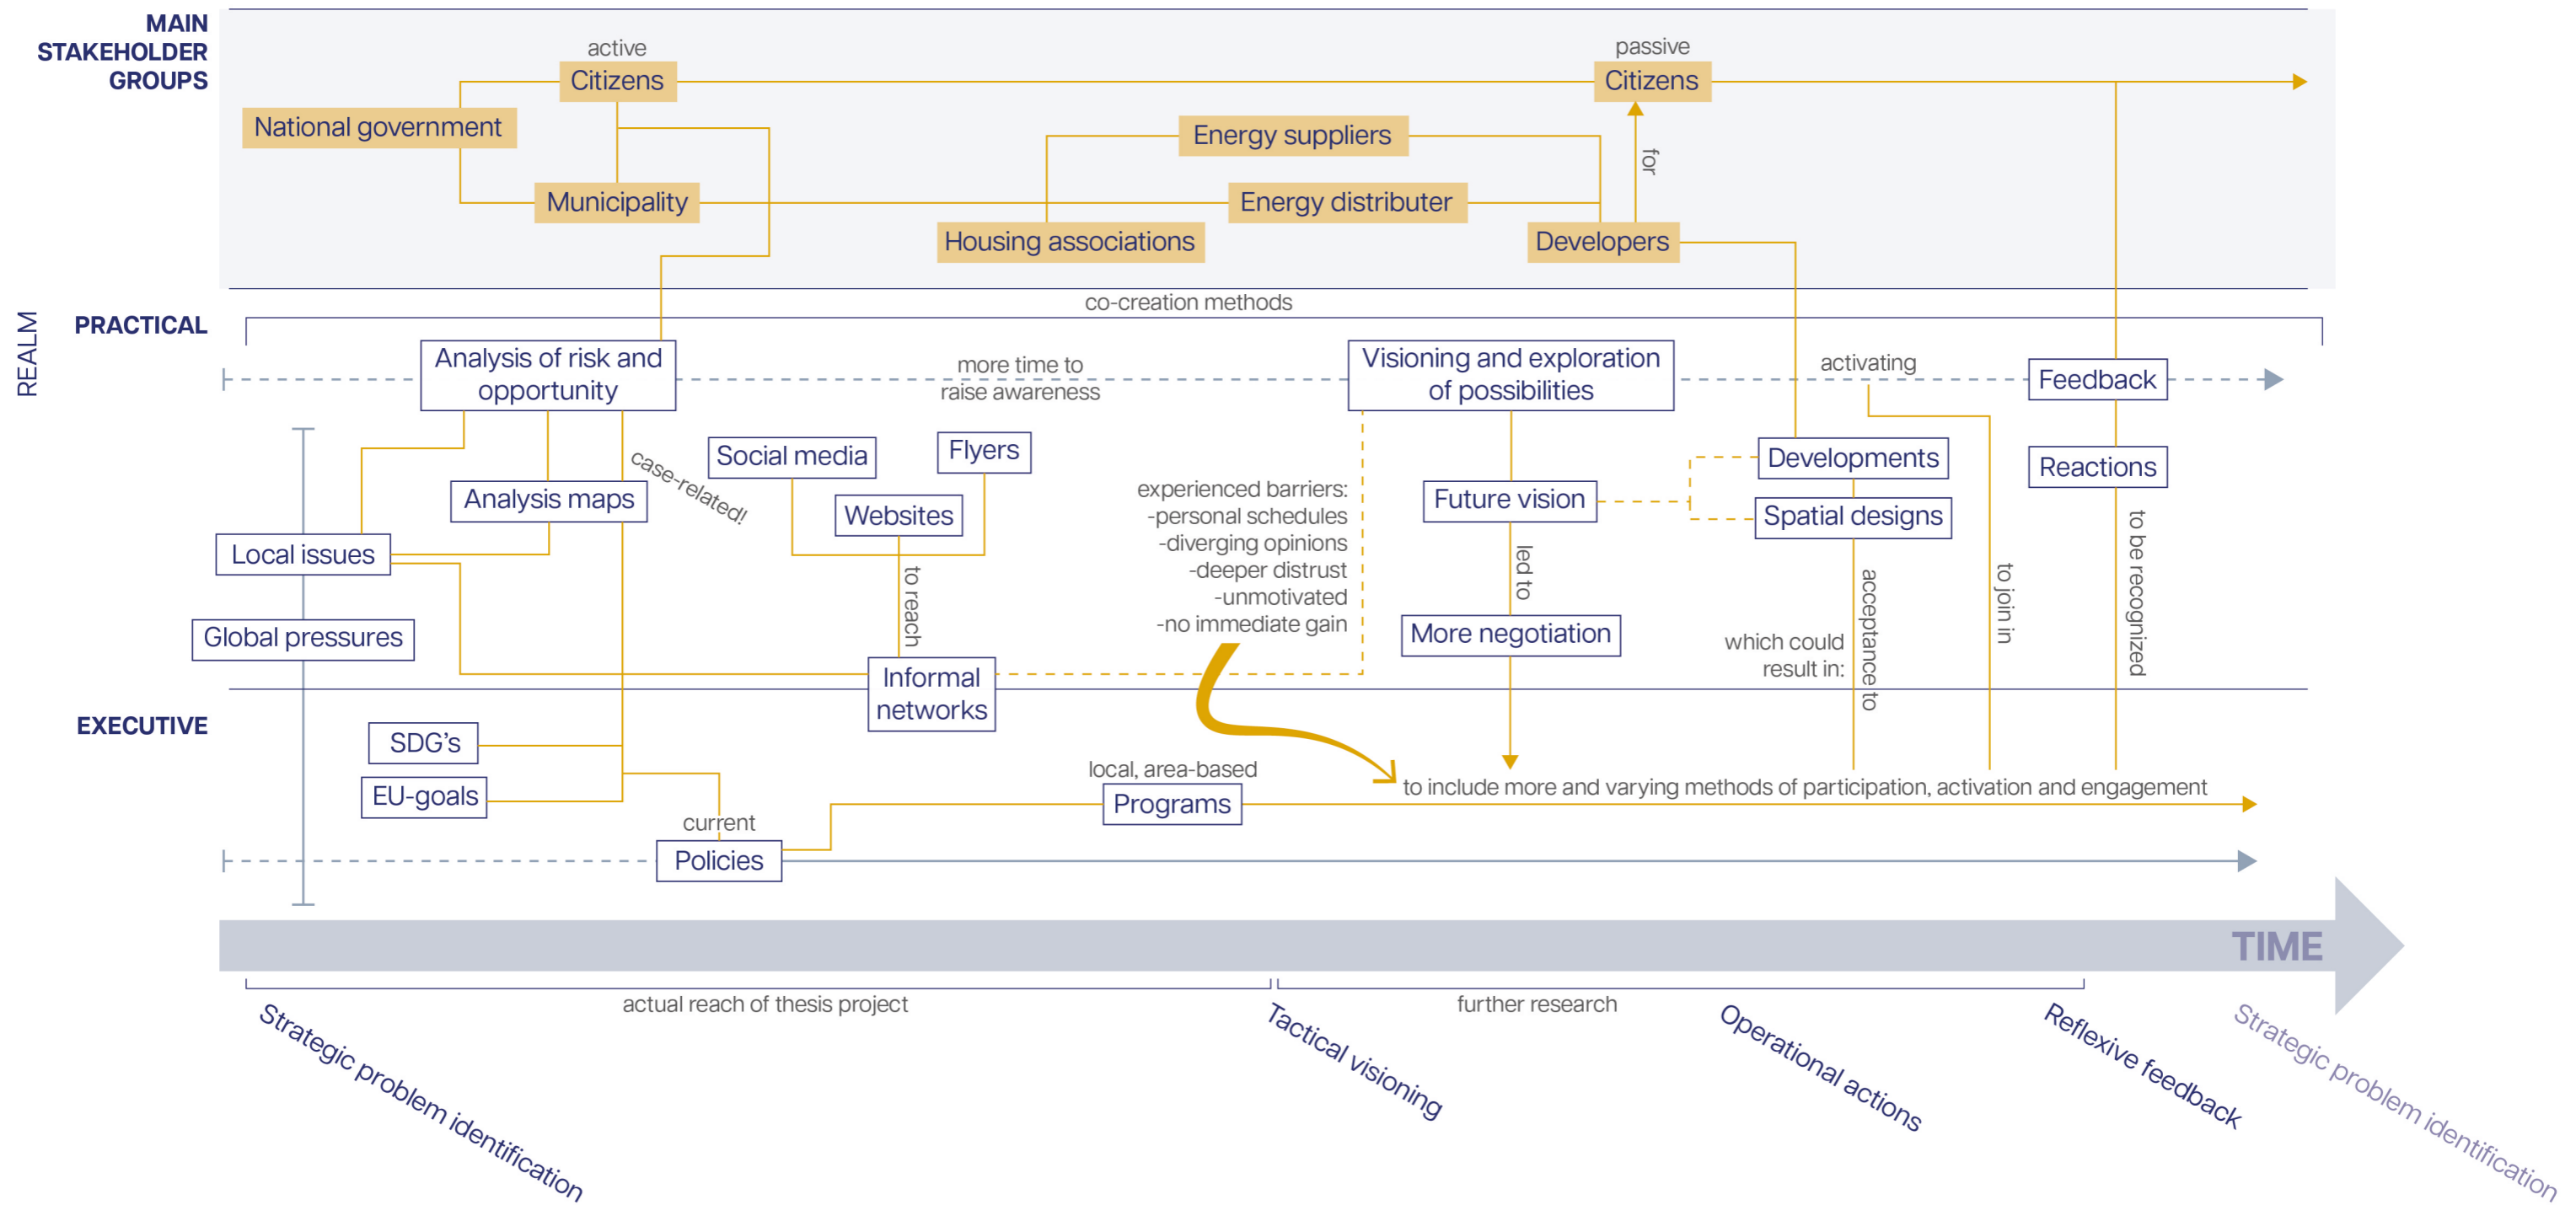 MAIN
STAKEHOLDER
GROUPS
active
Citizens
passive
Citizens
National government
Energy suppliers
for
Municipality
Energy distributer
Housing associations
Developers
REALM
PRACTICAL
co-creation methods
Analysis of risk and
opportunity
more time to
raise awareness
Visioning and exploration
of possibilities
activating
Feedback
case-related!
Social media
Flyers
Developments
Reactions
Analysis maps
Websites
experienced barriers:
-personal schedules
-diverging opinions
-deeper distrust
-unmotivated
-no immediate gain
Future vision
Spatial designs
Local issues
to reach
led to
acceptance to
to join in
to be recognized
Global pressures
More negotiation
which could
result in:
Informal
networks
EXECUTIVE
SDG's
EU-goals
local, area-based
Programs
to include more and varying methods of participation, activation and engagement
current
Policies
TIME
actual reach of thesis project
further research
Strategic problem identification
Tactical visioning
Operational actions
Reflexive feedback
Strategic problem identification